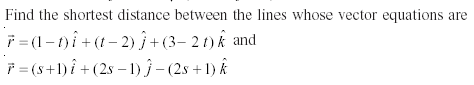 Find the shortest distance between the lines whose vector equations are
r⃗ = (1 – t) î + (t – 2) ĵ + (3 – 2 t) k̂ and
r⃗ = (s+1) î + (2s – 1) ĵ – (2s + 1) k̂